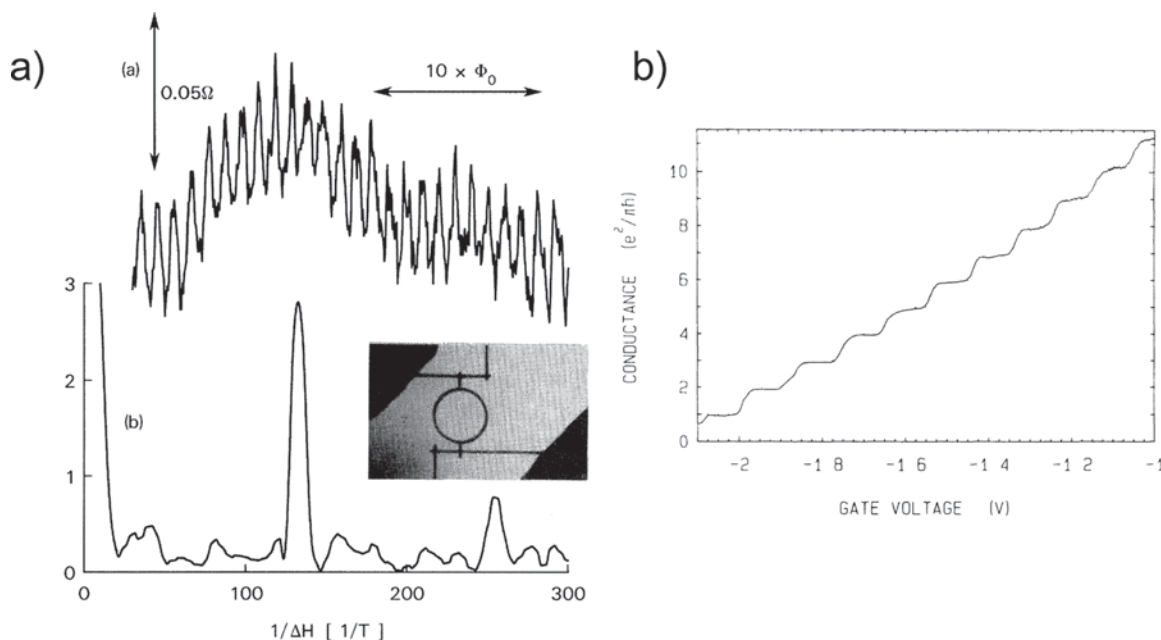 a)
(a)
0.05Ω
10 × Φ₀
3
2
1
0
(b)
0 100 200 300
1/ΔH [ 1/T ]
b)
10
8
6
4
2
0
CONDUCTANCE (e²/πħ)
-2 -1 8 -1 6 -1 4 -1 2 -1
GATE VOLTAGE (V)